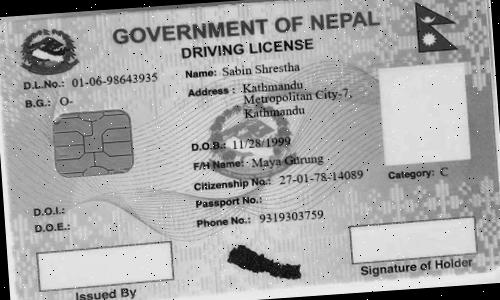 GOVERNMENT OF NEPAL
DRIVING LICENSE
D.L.No.: 01-06-98643935
B.G.: O-
Name: Sabin Shrestha
Address : Kathmandu
Metropolitan City-7,
Kathmandu
D.O.B.: 11/28/1999
F/H Name: Maya Gurung
Citizenship No.: 27-01-78-14089
Category: C
Passport No.:
D.O.I.:
D.O.E.:
Phone No.: 9319303759
Issued By
Signature of Holder